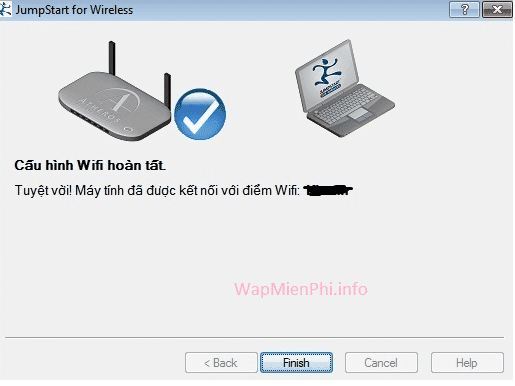 JumpStart for Wireless
ATHEROS
JUMPSTART
Cấu hình Wifi hoàn tất.
Tuyệt vời! Máy tính đã được kết nối với điểm Wifi:
WapMienPhi.info
< Back
Finish
Cancel
Help